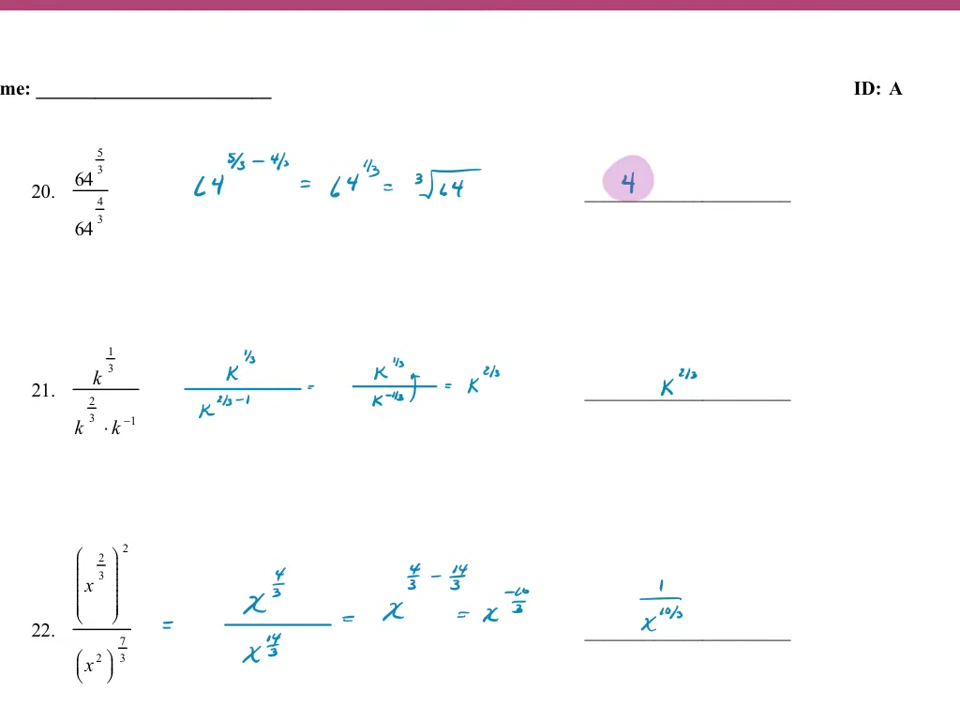 me: ____________ ID: A
20. 64^(5/3) / 64^(4/3) 64^(5/3 - 4/3) = 64^(1/3) = ∛64 4
21. k^(1/3) / (k^(2/3) · k^(-1)) K^(1/3) / K^(2/3 - 1) = K^(1/3) / K^(-1/3) = K^(2/3) K^(2/3)
22. (x^(2/3))^2 / (x^2)^(7/3) = x^(4/3) / x^(14/3) = x^(4/3 - 14/3) = x^(-10/3) 1 / x^(10/3)